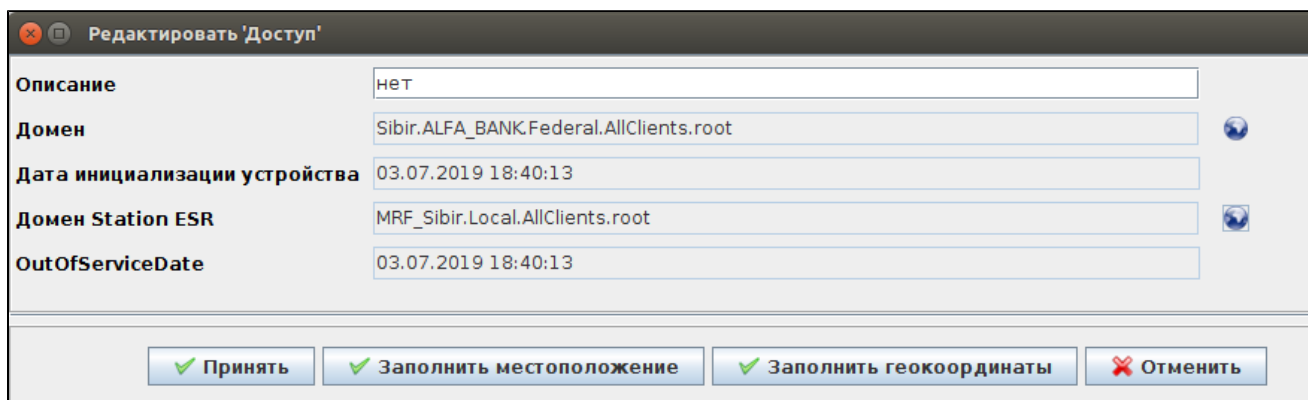 Редактировать 'Доступ'
Описание нет
Домен Sibir.ALFA_BANK.Federal.AllClients.root
Дата инициализации устройства 03.07.2019 18:40:13
Домен Station ESR MRF_Sibir.Local.AllClients.root
OutOfServiceDate 03.07.2019 18:40:13
Принять Заполнить местоположение Заполнить геокоординаты Отменить